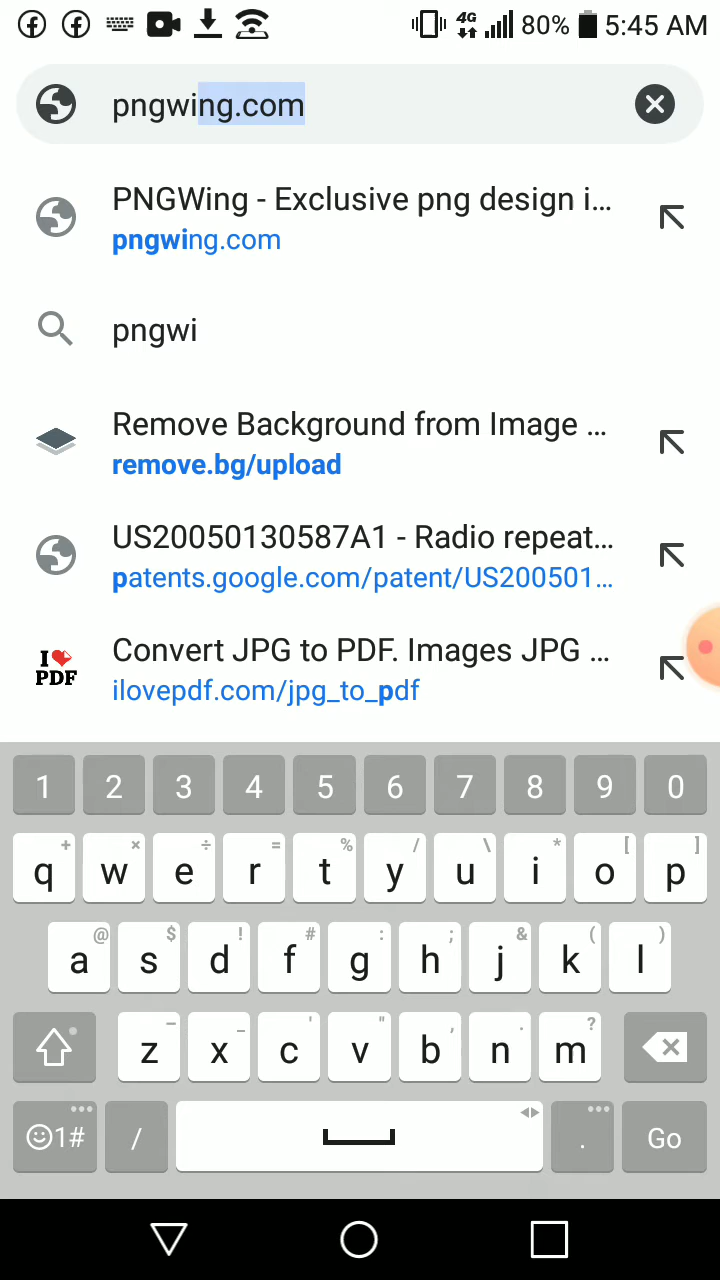 4G 80% 5:45 AM
pngwing.com
PNGWing - Exclusive png design i...
pngwing.com
pngwi
Remove Background from Image ...
remove.bg/upload
US20050130587A1 - Radio repeat...
patents.google.com/patent/US200501...
I PDF
Convert JPG to PDF. Images JPG ...
ilovepdf.com/jpg_to_pdf
1 2 3 4 5 6 7 8 9 0
+ × ÷ = % / \ * [ ]
q w e r t y u i o p
@ $ ! # : ; & ( )
a s d f g h j k l
– _ ' " , . ?
z x c v b n m
1# / . Go